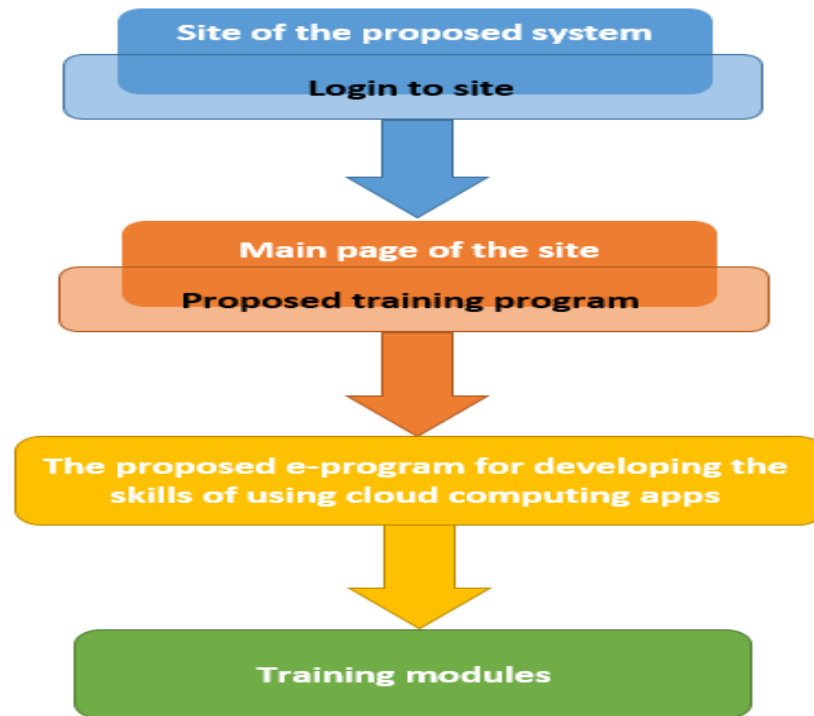 Site of the proposed system
Login to site
Main page of the site
Proposed training program
The proposed e-program for developing the
skills of using cloud computing apps
Training modules